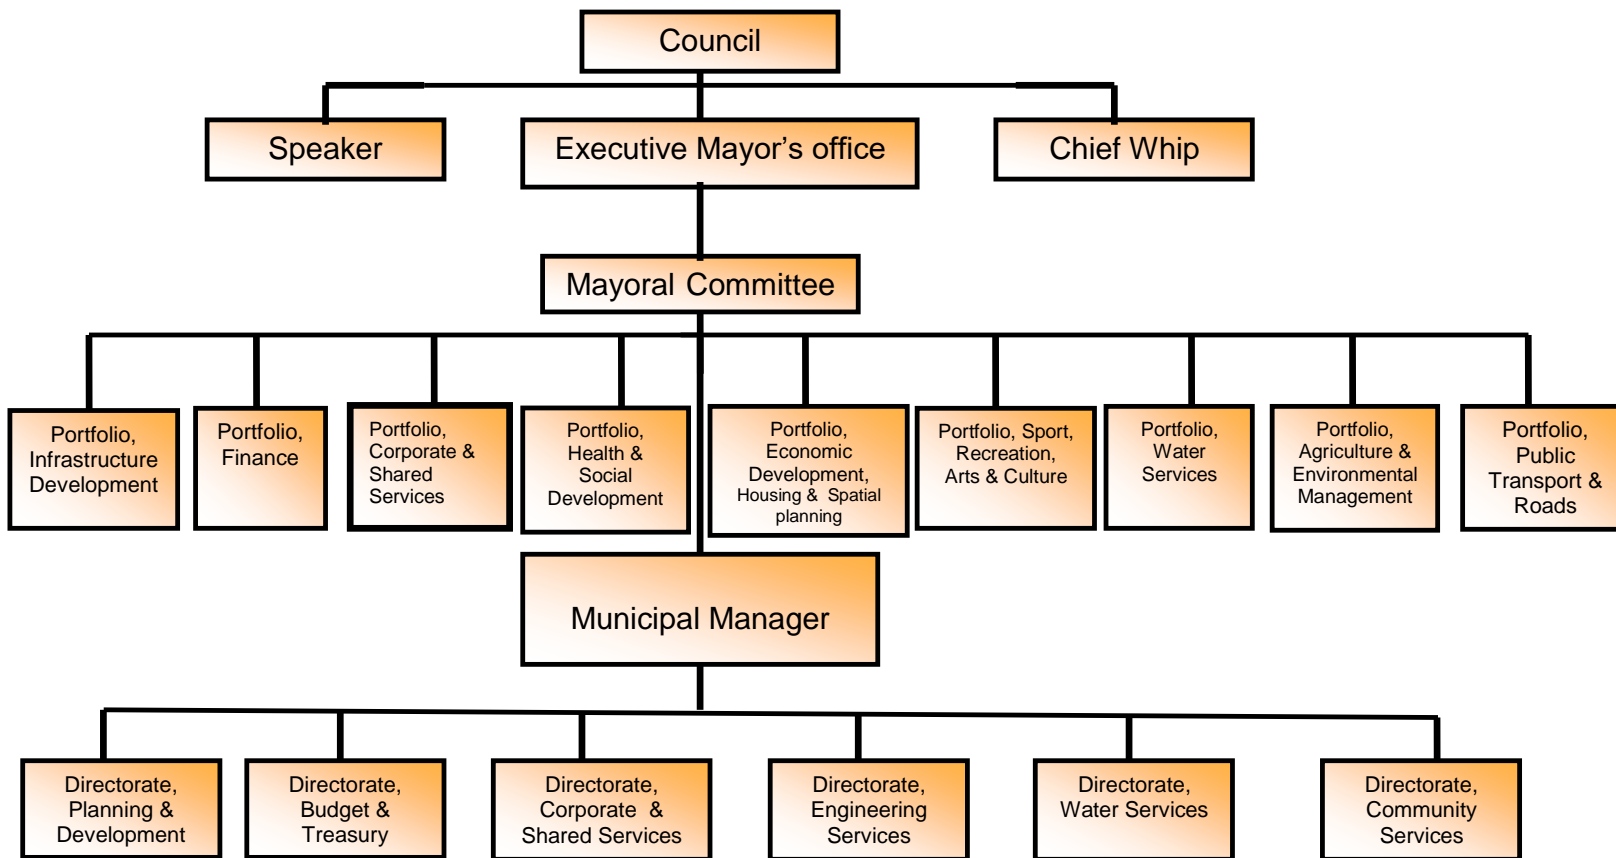 Council
Speaker
Executive Mayor’s office
Chief Whip
Mayoral Committee
Portfolio,
Infrastructure
Development
Portfolio,
Finance
Portfolio,
Corporate &
Shared
Services
Portfolio,
Health &
Social
Development
Portfolio,
Economic
Development,
Housing & Spatial
planning
Portfolio, Sport,
Recreation,
Arts & Culture
Portfolio,
Water
Services
Portfolio,
Agriculture &
Environmental
Management
Portfolio,
Public
Transport &
Roads
Municipal Manager
Directorate,
Planning &
Development
Directorate,
Budget &
Treasury
Directorate,
Corporate &
Shared Services
Directorate,
Engineering
Services
Directorate,
Water Services
Directorate,
Community
Services